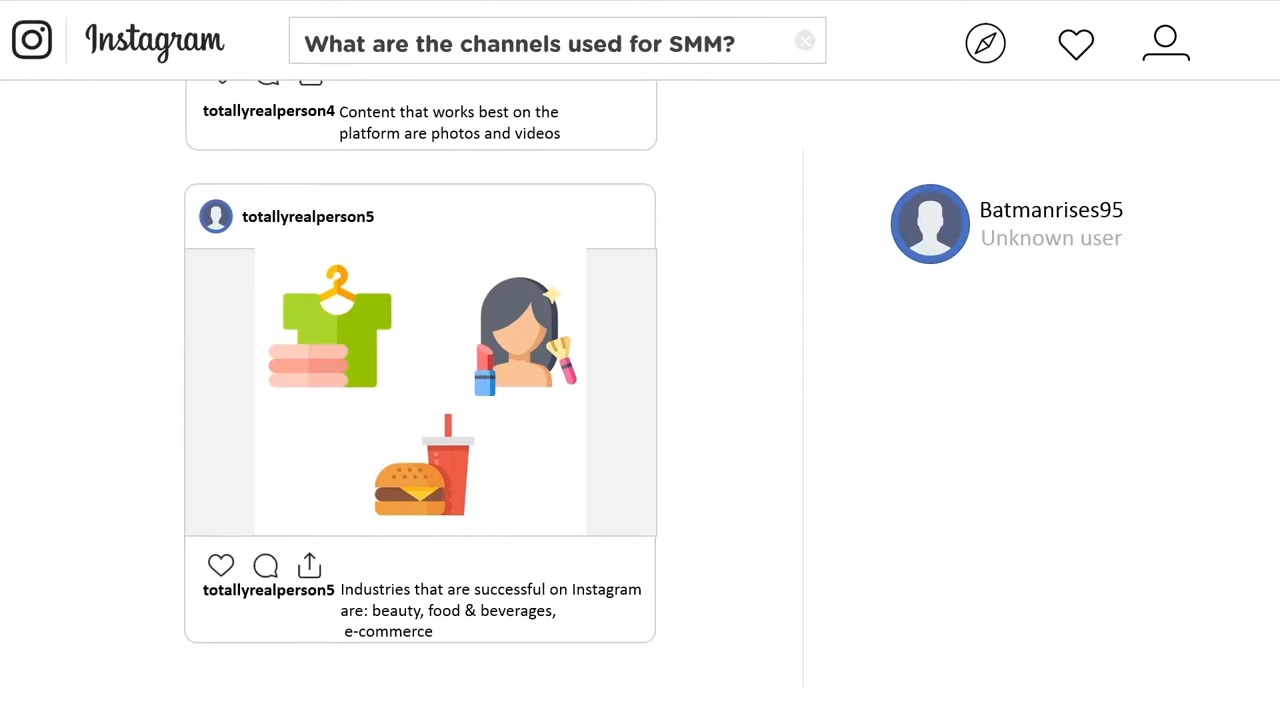 Instagram
What are the channels used for SMM?
totallyrealperson4 Content that works best on the
platform are photos and videos
totallyrealperson5
totallyrealperson5 Industries that are successful on Instagram
are: beauty, food & beverages,
e-commerce
Batmanrises95
Unknown user